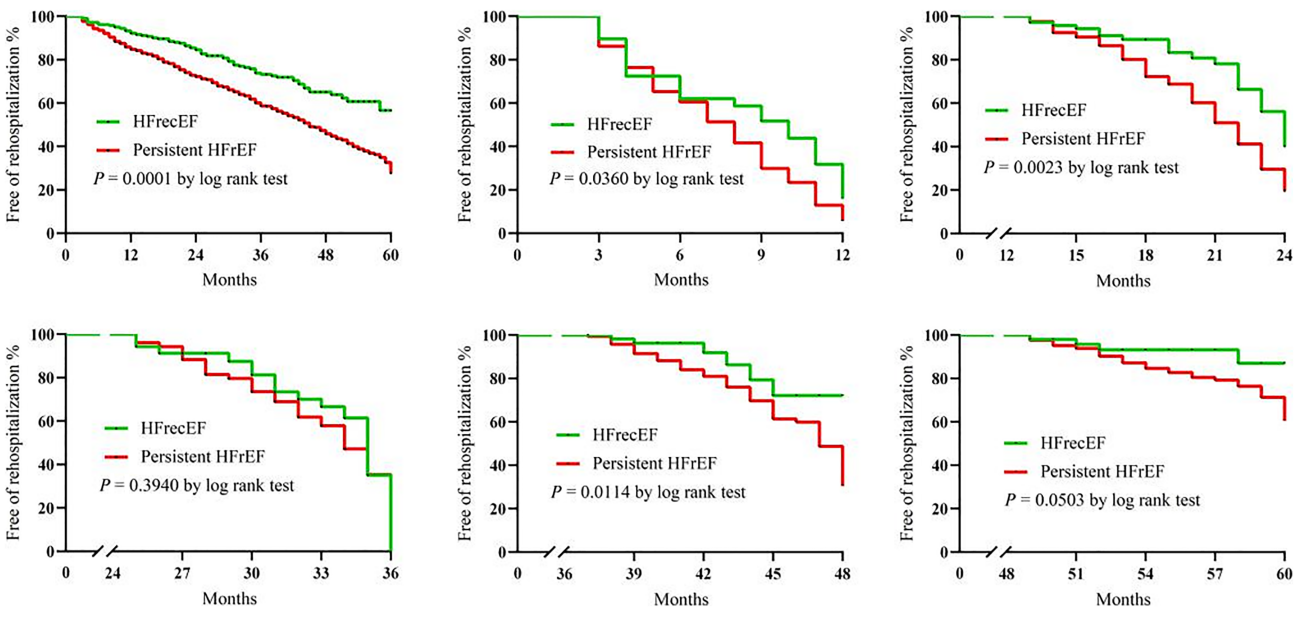 Free of rehospitalization %
100
80
60
40
20
0
HFrecEF
Persistent HFrEF
P = 0.0001 by log rank test
0 12 24 36 48 60
Months
Free of rehospitalization %
100
80
60
40
20
0
HFrecEF
Persistent HFrEF
P = 0.0360 by log rank test
0 3 6 9 12
Months
Free of rehospitalization %
100
80
60
40
20
0
HFrecEF
Persistent HFrEF
P = 0.0023 by log rank test
0 12 15 18 21 24
Months
Free of rehospitalization %
100
80
60
40
20
0
HFrecEF
Persistent HFrEF
P = 0.3940 by log rank test
0 24 27 30 33 36
Months
Free of rehospitalization %
100
80
60
40
20
0
HFrecEF
Persistent HFrEF
P = 0.0114 by log rank test
0 36 39 42 45 48
Months
Free of rehospitalization %
100
80
60
40
20
0
HFrecEF
Persistent HFrEF
P = 0.0503 by log rank test
0 48 51 54 57 60
Months